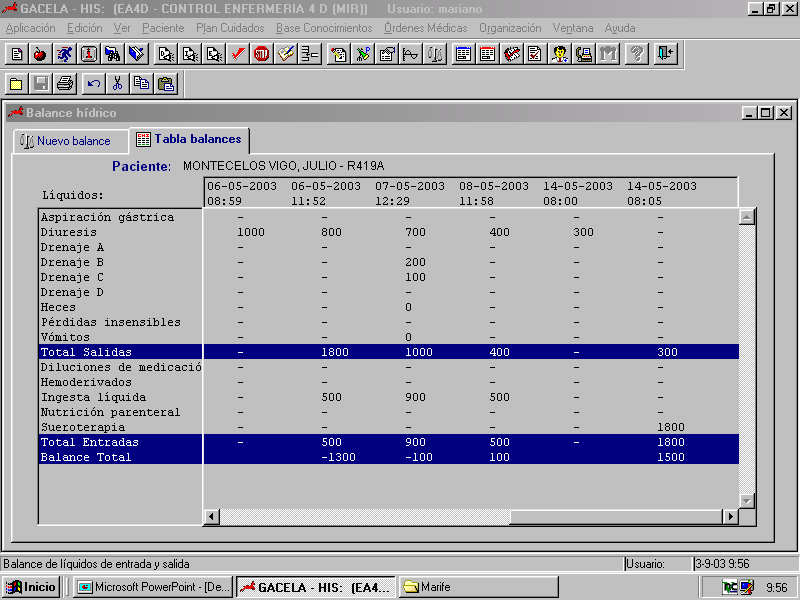 GACELA - HIS: (EA4D - CONTROL ENFERMERIA 4 D (MIR)) Usuario: mariano
Aplicación Edición Ver Paciente Plan Cuidados Base Conocimientos Órdenes Médicas Organización Ventana Ayuda
Balance hídrico
Nuevo balance Tabla balances
Paciente: MONTECELOS VIGO, JULIO - R419A
06-05-2003 06-05-2003 07-05-2003 08-05-2003 14-05-2003 14-05-2003
Líquidos: 08:59 11:52 12:29 11:58 08:00 08:05
Aspiración gástrica - - - - - -
Diuresis 1000 800 700 400 300 -
Drenaje A - - - - - -
Drenaje B - - 200 - - -
Drenaje C - - 100 - - -
Drenaje D - - - - - -
Heces - - 0 - - -
Pérdidas insensibles - - - - - -
Vómitos - - 0 - - -
Total Salidas - 1800 1000 400 - 300
Diluciones de medicació - - - - - -
Hemoderivados - - - - - -
Ingesta líquida - 500 900 500 - -
Nutrición parenteral - - - - - -
Sueroterapia - - - - - 1800
Total Entradas - 500 900 500 - 1800
Balance Total -1300 -100 100 1500
Balance de líquidos de entrada y salida Usuario: 3-9-03 9:56
Inicio Microsoft PowerPoint - [De... GACELA - HIS: (EA4... Marife 9:56